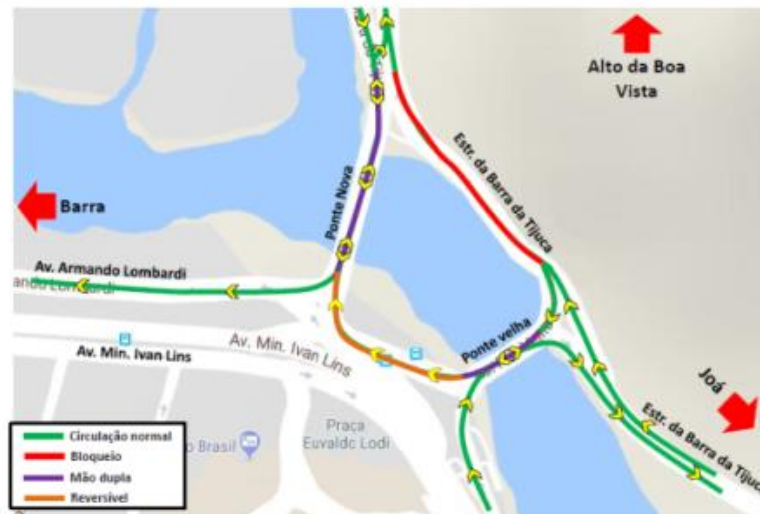 Alto da Boa
Vista
Estr. da Barra da Tijuca
Barra
Ponte Nova
Av. Armando Lombardi
Ponte velha
Av. Min. Ivan Lins
Av. Min. Ivan Lins
Joá
Estr. da Barra da Tijuca
Praça
Euvaldo Lodi
Brasil
Circulação normal
Bloqueio
Mão dupla
Reversível